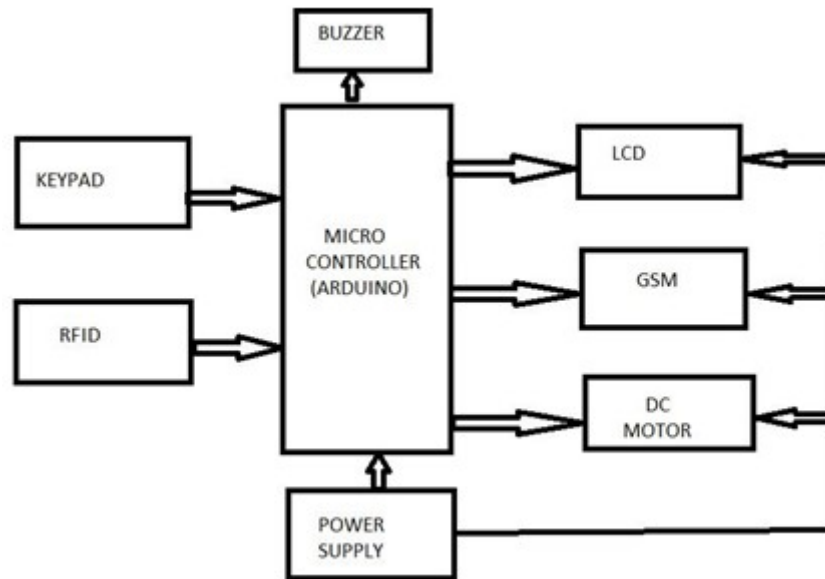 BUZZER
KEYPAD
LCD
MICRO
CONTROLLER
(ARDUINO)
GSM
RFID
DC
MOTOR
POWER
SUPPLY